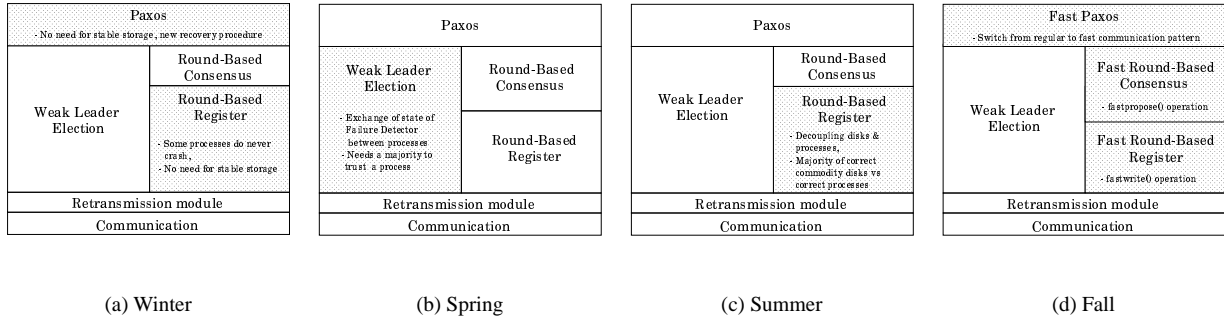 Paxos
- No need for stable storage, new recovery procedure
Weak Leader
Election
Round-Based
Consensus
Round-Based
Register
- Some processes do never
crash,
- No need for stable storage
Retransmission module
Communication
(a) Winter
Paxos
Weak Leader
Election
- Exchange of state of
Failure Detector
between processes
- Needs a majority to
trust a process
Round-Based
Consensus
Round-Based
Register
Retransmission module
Communication
(b) Spring
Paxos
Weak Leader
Election
Round-Based
Consensus
Round-Based
Register
- Decoupling disks &
processes,
- Majority of correct
commodity disks vs
correct processes
Retransmission module
Communication
(c) Summer
Fast Paxos
- Switch from regular to fast communication pattern
Weak Leader
Election
Fast Round-Based
Consensus
- fastpropose() operation
Fast Round-Based
Register
- fastwrite() operation
Retransmission module
Communication
(d) Fall